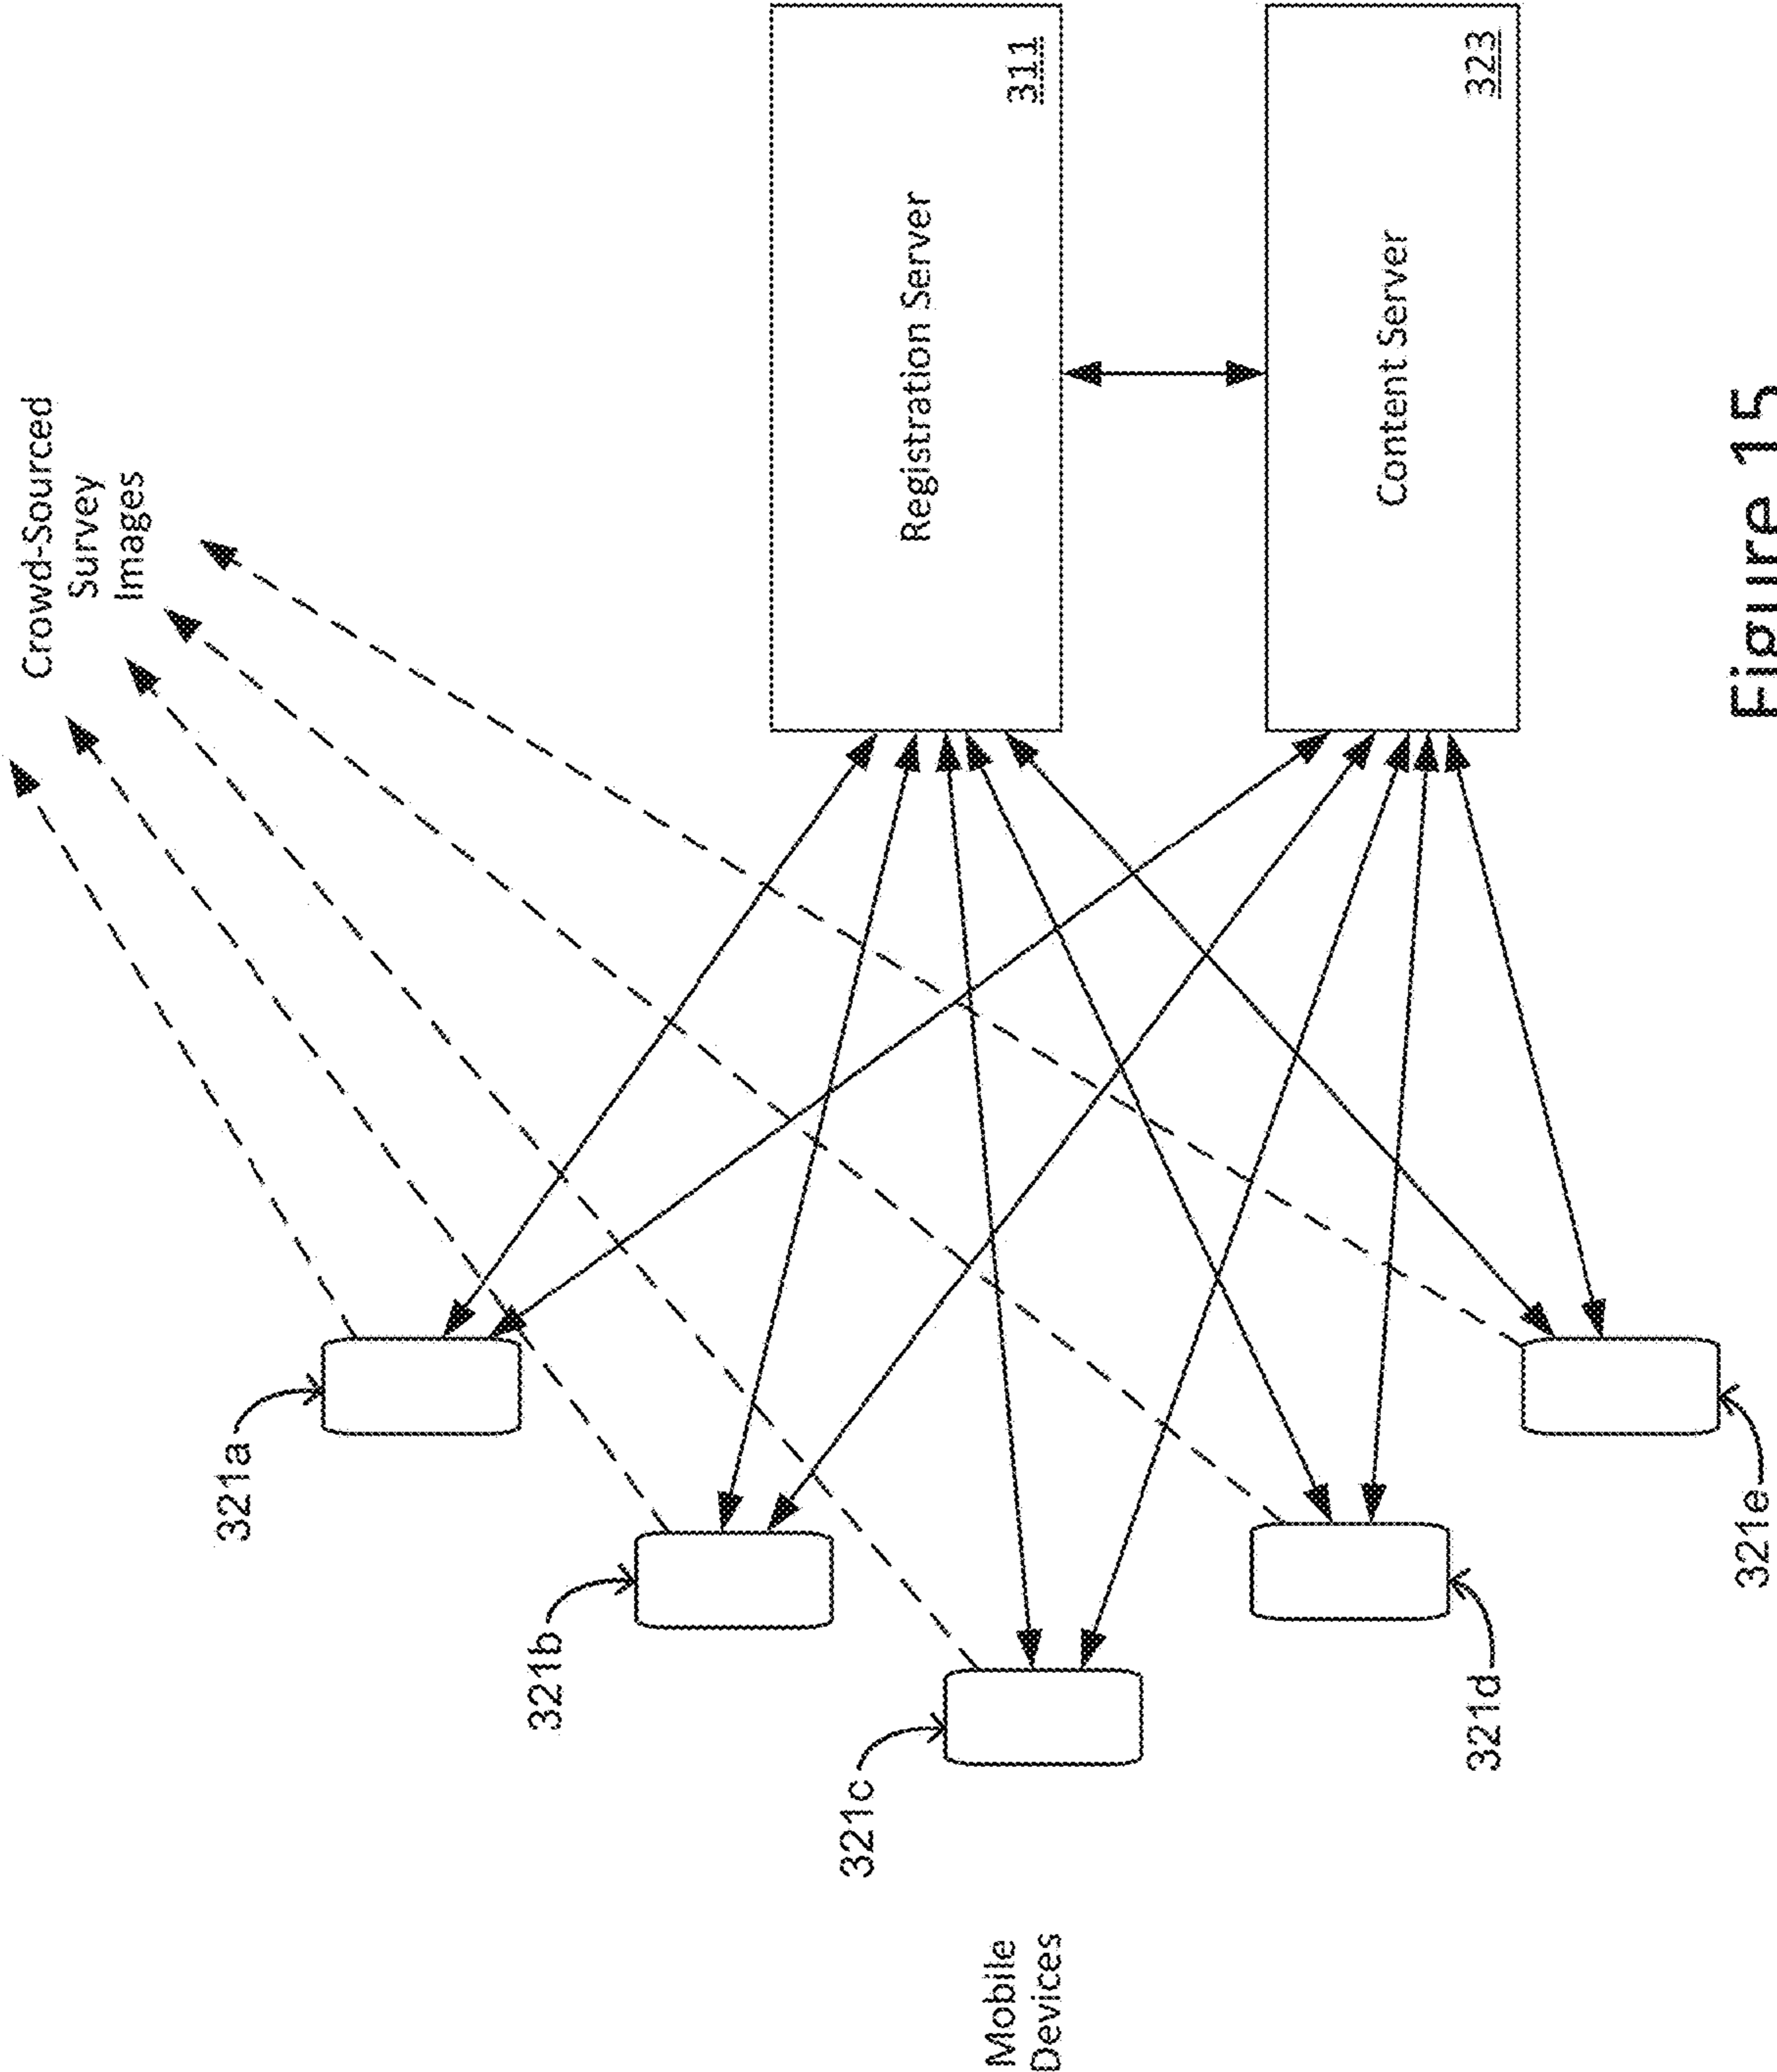 Crowd-Sourced
Survey
Images
Registration Server
311
Content Server
323
321a
321b
321c
321d
321e
Mobile
Devices
Figure 15